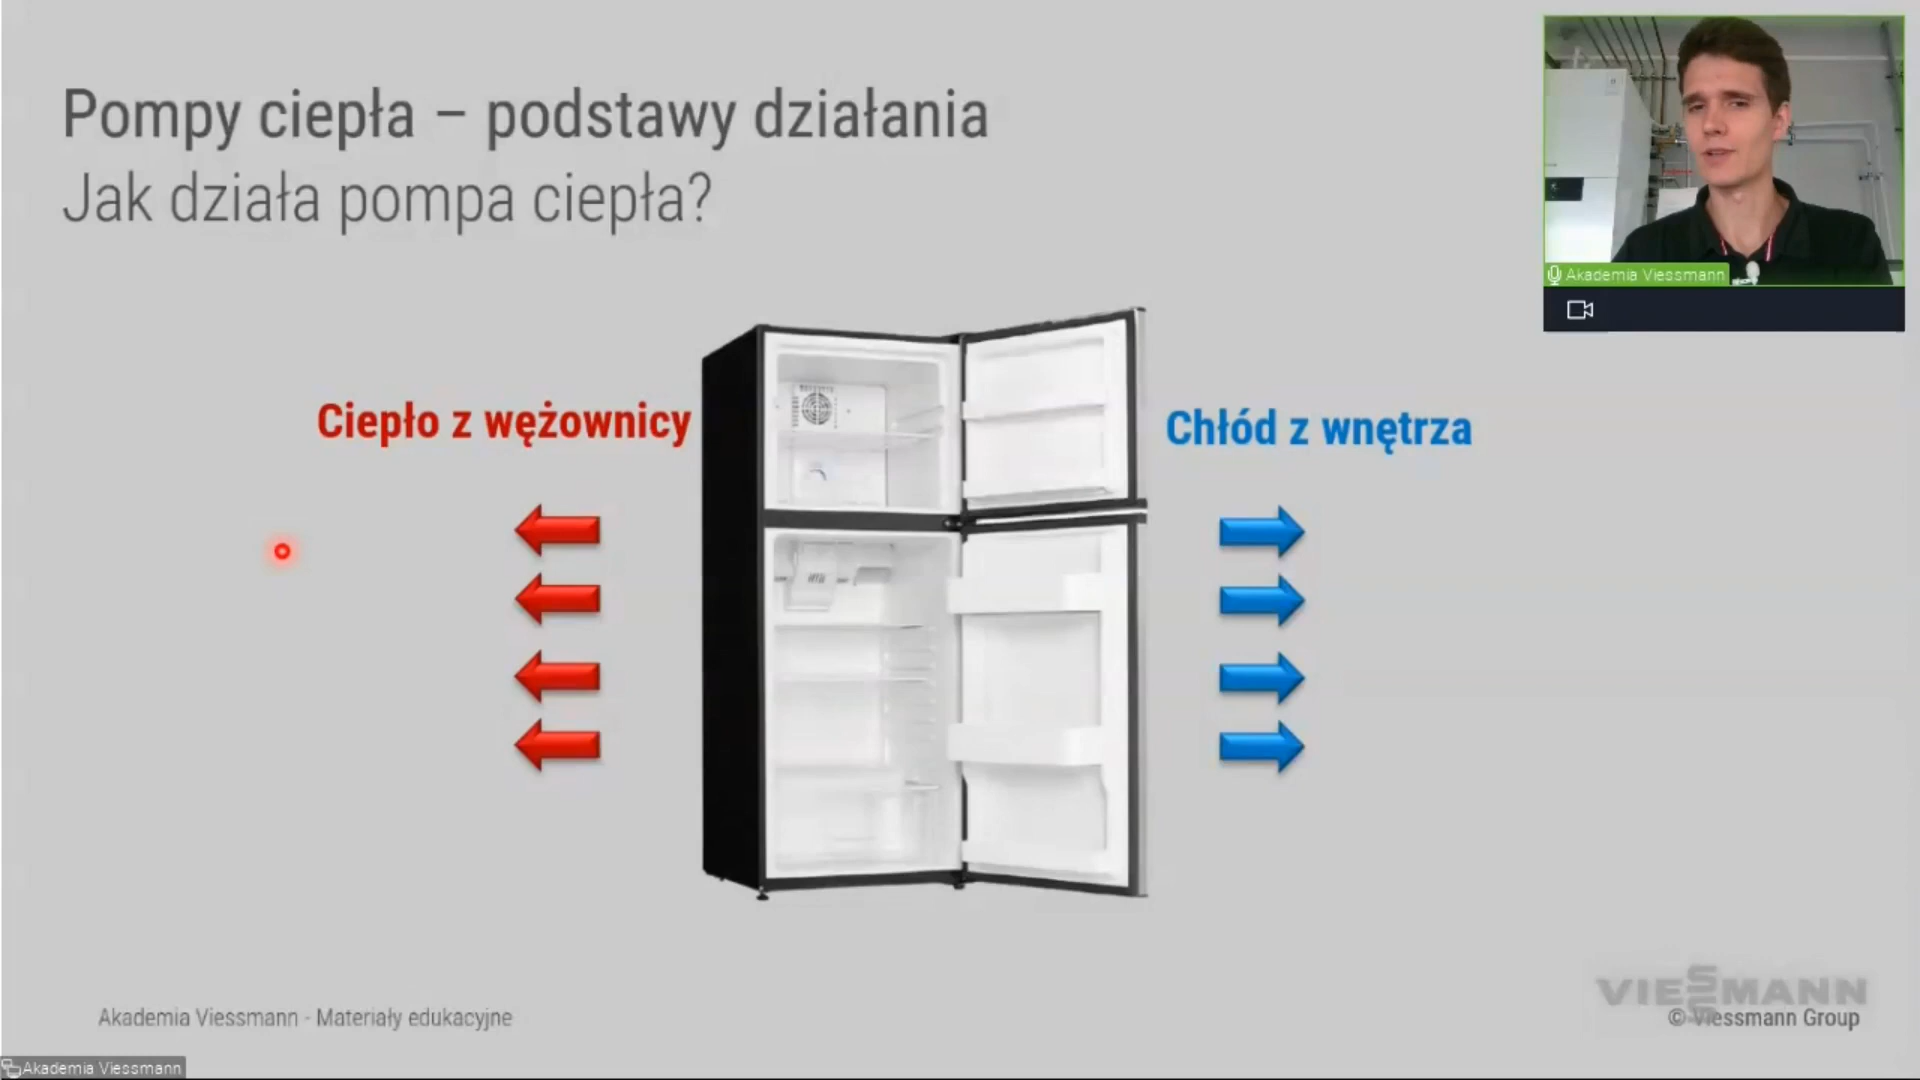 Pompy ciepła – podstawy działania
Jak działa pompa ciepła?
Akademia Viessmann
Ciepło z wężownicy
Chłód z wnętrza
Akademia Viessmann - Materiały edukacyjne
VIESSMANN
© Viessmann Group
Akademia Viessmann